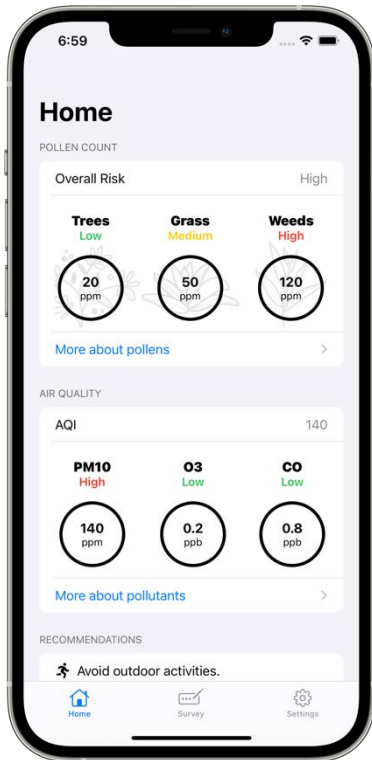 6:59
Home
POLLEN COUNT
Overall Risk High
Trees Grass Weeds
Low Medium High
20 50 120
ppm ppm ppm
More about pollens
AIR QUALITY
AQI 140
PM10 O3 CO
High Low Low
140 0.2 0.8
ppm ppb ppb
More about pollutants
RECOMMENDATIONS
Avoid outdoor activities.
Home Survey Settings